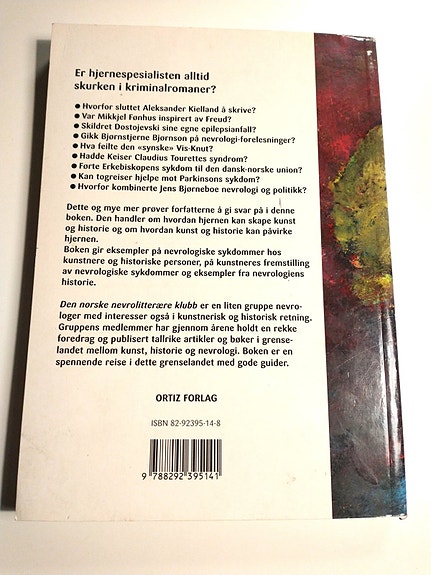 Er hjernespesialisten alltid
skurken i kriminalromaner?
● Hvorfor sluttet Aleksander Kielland å skrive?
● Var Mikkjel Fønhus inspirert av Freud?
● Skildret Dostojevski sine egne epilepsianfall?
● Gikk Bjørnstjerne Bjørnson på nevrologi-forelesninger?
● Hva feilte den «synske» Vis-Knut?
● Hadde Keiser Claudius Tourettes syndrom?
● Førte Erkebiskopens sykdom til den dansk-norske union?
● Kan togreiser hjelpe mot Parkinsons sykdom?
● Hvorfor kombinerte Jens Bjørneboe nevrologi og politikk?
Dette og mye mer prøver forfatterne å gi svar på i denne
boken. Den handler om hvordan hjernen kan skape kunst
og historie og om hvordan kunst og historie kan påvirke
hjernen.
Boken gir eksempler på nevrologiske sykdommer hos
kunstnere og historiske personer, på kunstneres fremstilling
av nevrologiske sykdommer og eksempler fra nevrologiens
historie.
Den norske nevrolitterære klubb er en liten gruppe nevro-
loger med interesser også i kunstnerisk og historisk retning.
Gruppens medlemmer har gjennom årene holdt en rekke
foredrag og publisert tallrike artikler og bøker i grense-
landet mellom kunst, historie og nevrologi. Boken er en
spennende reise i dette grenselandet med gode guider.
ORTIZ FORLAG
ISBN 82-92395-14-8
9 788292 395141